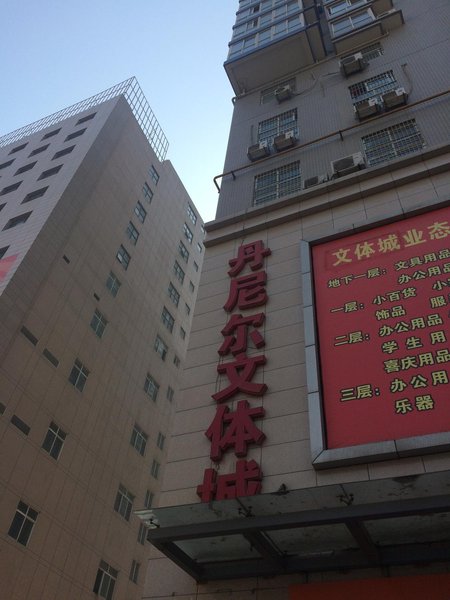 丹尼尔文体城
文体城业态
地下一层：文具用品
办公用品
一层：小百货 小
饰品 服
二层：办公用品
学生用
喜庆用品
三层：办公用
乐器